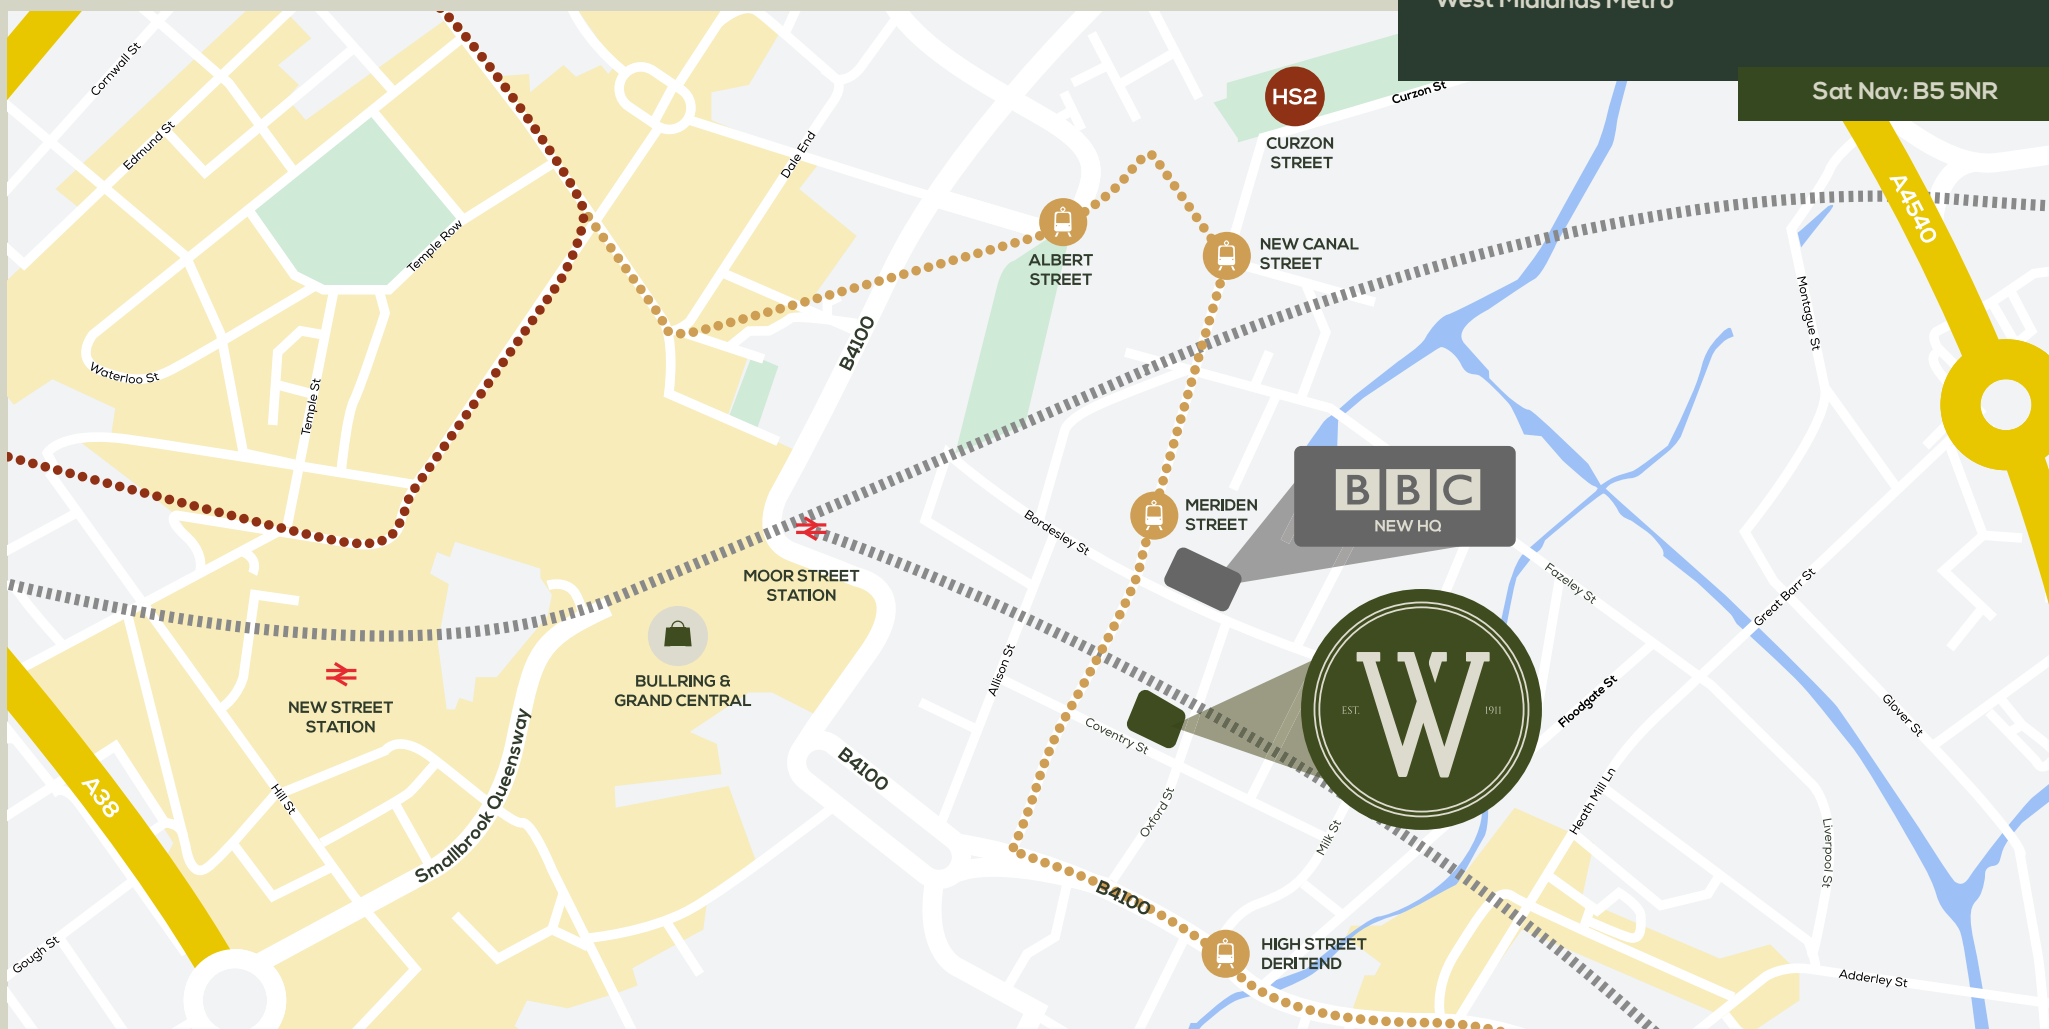 West Midlands Metro
Sat Nav: B5 5NR
Cornwall St
Edmund St
Dale End
HS2
CURZON
STREET
Curzon St
A4540
Temple Row
ALBERT
STREET
NEW CANAL
STREET
Montague St
B4100
Waterloo St
Temple St
BBC
NEW HQ
MERIDEN
STREET
Bordesley St
MOOR STREET
STATION
Fazeley St
Great Barr St
BULLRING &
GRAND CENTRAL
NEW STREET
STATION
Allison St
W
EST.
1911
Floodgate St
Glover St
Coventry St
Smallbrook Queensway
B4100
A38
Hill St
Oxford St
Milk St
Heath Mill Ln
Liverpool St
B4100
HIGH STREET
DERITEND
Gough St
Adderley St